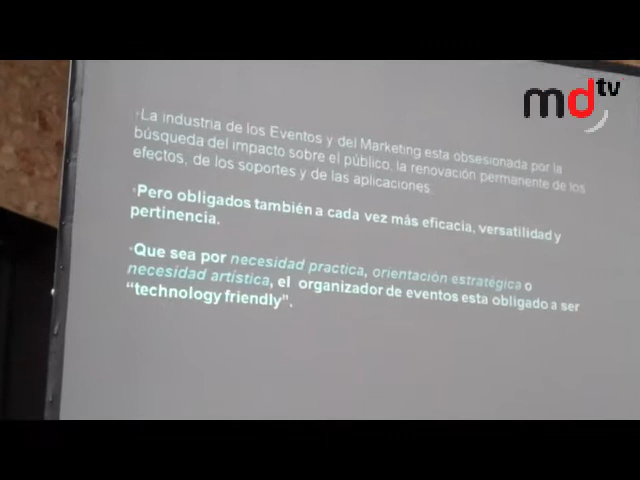 md tv
·La industria de los Eventos y del Marketing esta obsesionada por la
búsqueda del impacto sobre el público, la renovación permanente de los
efectos, de los soportes y de las aplicaciones.
·Pero obligados también a cada vez más eficacia, versatilidad y
pertinencia.
·Que sea por necesidad practica, orientación estratégica o
necesidad artística, el organizador de eventos esta obligado a ser
“technology friendly”.